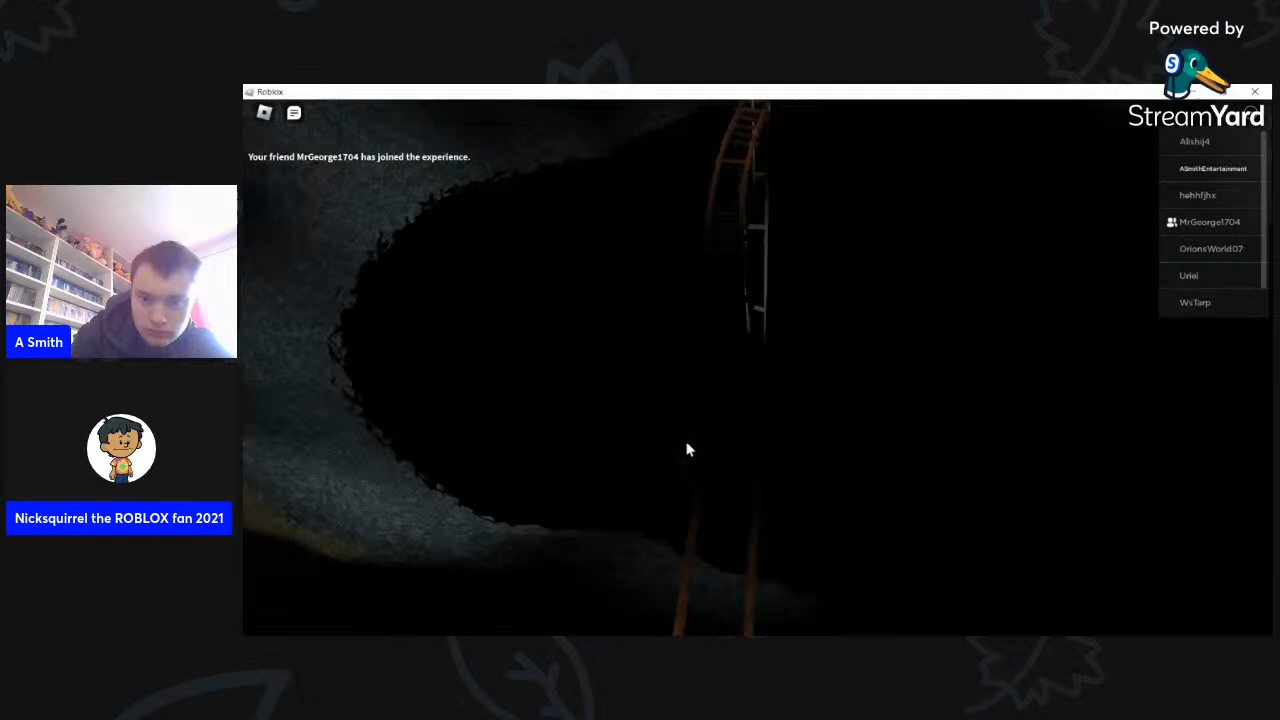 Powered by
S
StreamYard
Roblox
Your friend MrGeorge1704 has joined the experience.
Alishij4
ASmithEntertainment
hehhfjhx
MrGeorge1704
OrionsWorld07
Uriel
WsTarp
A Smith
Nicksquirrel the ROBLOX fan 2021